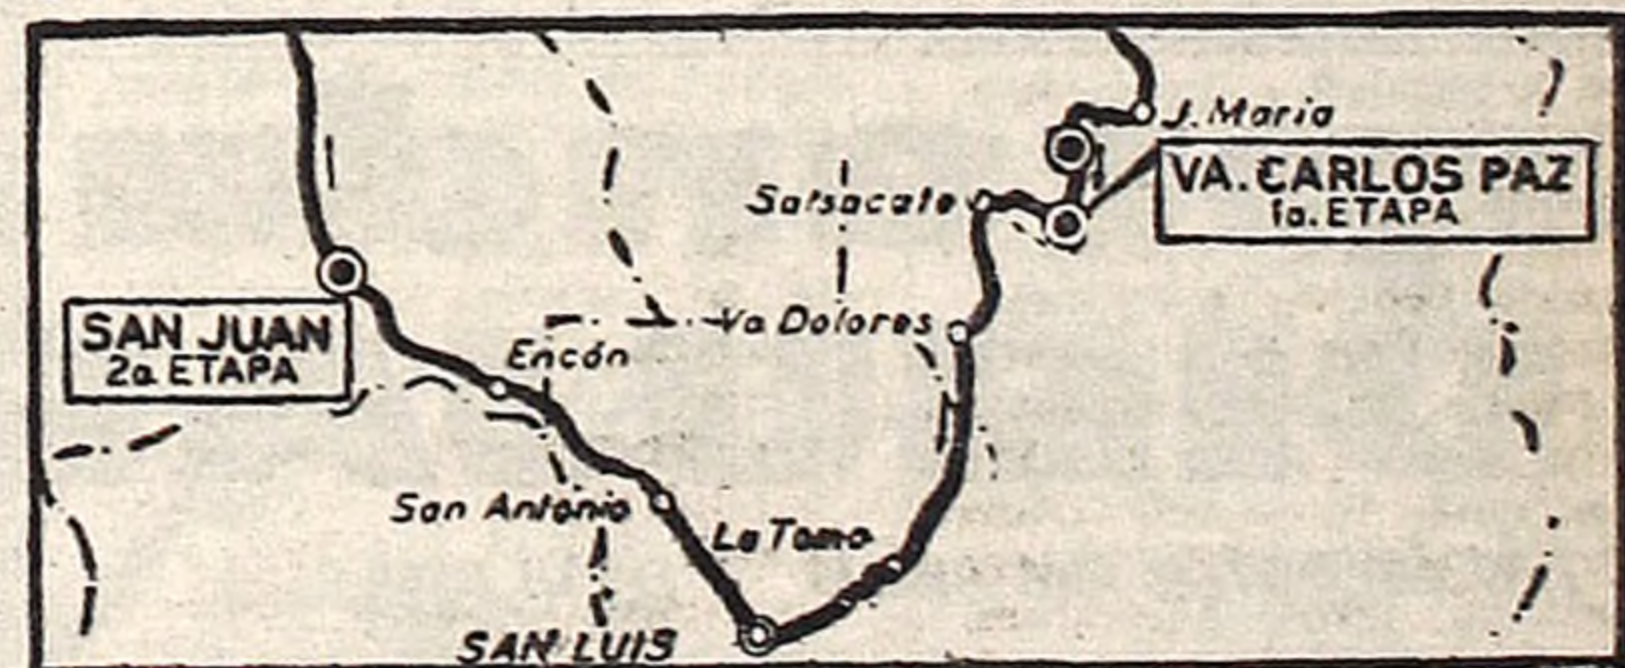 J. Maria
VA. CARLOS PAZ
1a. ETAPA
Salsacate
SAN JUAN
2a ETAPA
Va Dolores
Encón
San Antonio
La Toma
SAN LUIS